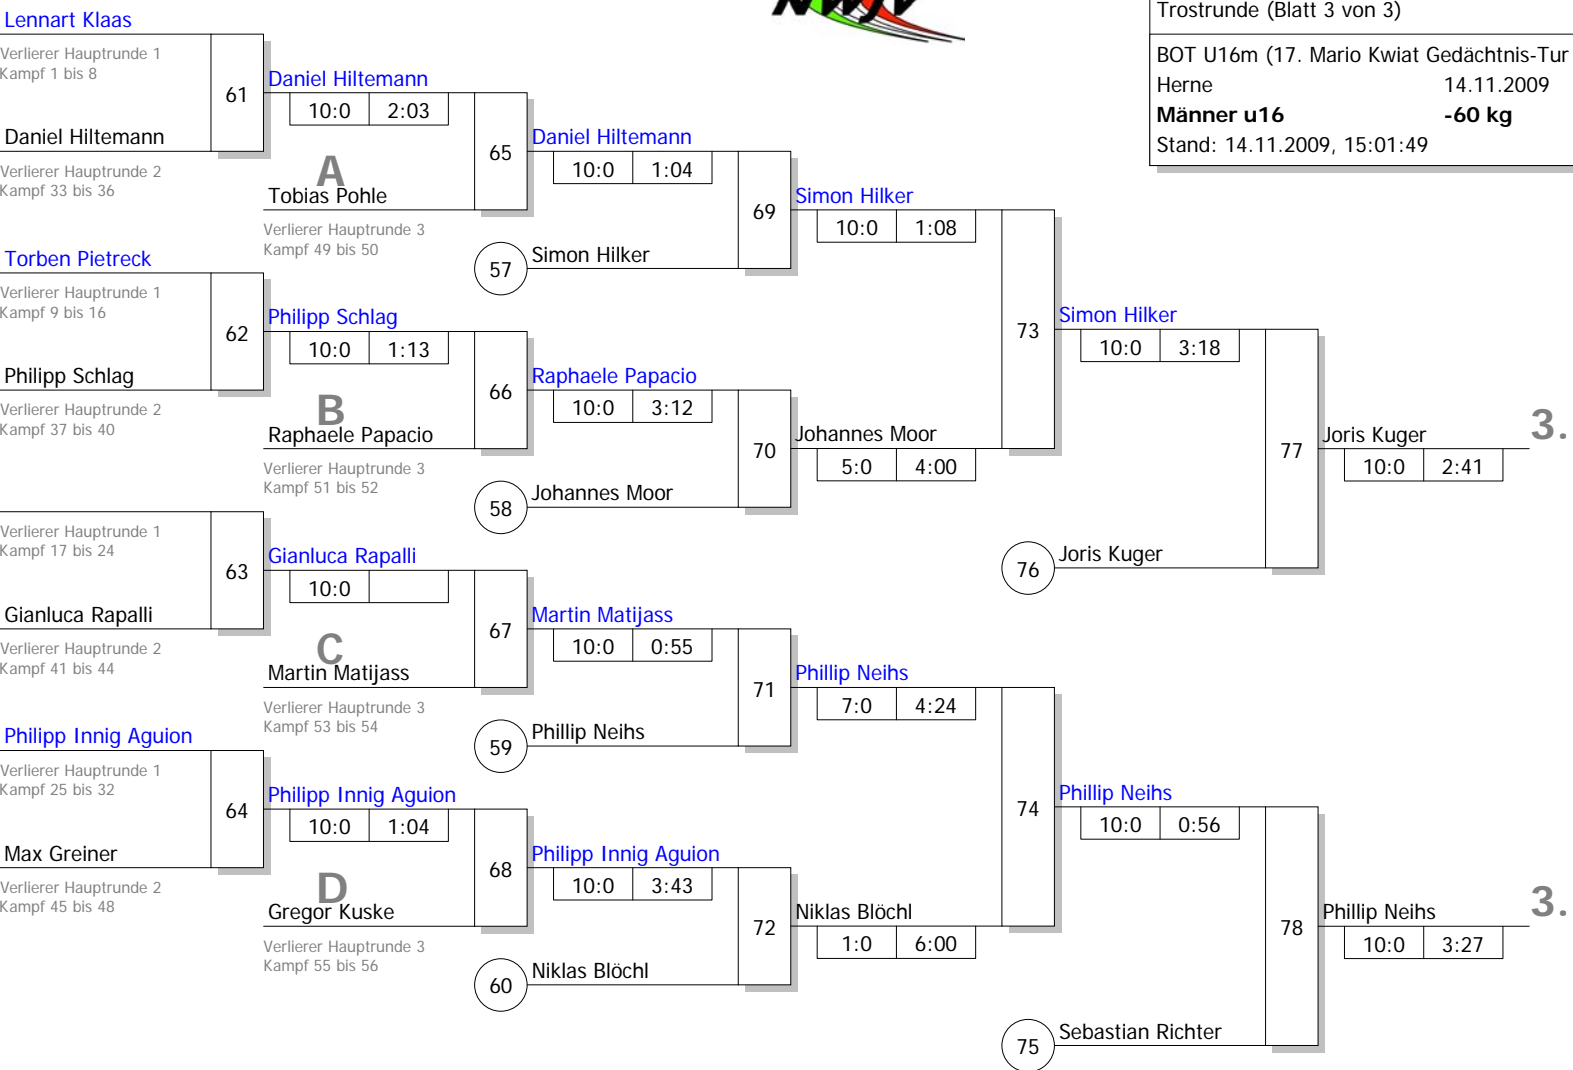 NWJV
Trostrunde (Blatt 3 von 3)
BOT U16m (17. Mario Kwiat Gedächtnis-Tur
Herne 14.11.2009
Männer u16 -60 kg
Stand: 14.11.2009, 15:01:49
Lennart Klaas
Verlierer Hauptrunde 1
Kampf 1 bis 8
61
Daniel Hiltemann
Verlierer Hauptrunde 2
Kampf 33 bis 36
Torben Pietreck
Verlierer Hauptrunde 1
Kampf 9 bis 16
62
Philipp Schlag
Verlierer Hauptrunde 2
Kampf 37 bis 40
Verlierer Hauptrunde 1
Kampf 17 bis 24
63
Gianluca Rapalli
Verlierer Hauptrunde 2
Kampf 41 bis 44
Philipp Innig Aguion
Verlierer Hauptrunde 1
Kampf 25 bis 32
64
Max Greiner
Verlierer Hauptrunde 2
Kampf 45 bis 48
Daniel Hiltemann
10:0 2:03
A
65
Tobias Pohle
Verlierer Hauptrunde 3
Kampf 49 bis 50
Philipp Schlag
10:0 1:13
B
66
Raphaele Papacio
Verlierer Hauptrunde 3
Kampf 51 bis 52
Gianluca Rapalli
10:0
C
67
Martin Matijass
Verlierer Hauptrunde 3
Kampf 53 bis 54
Philipp Innig Aguion
10:0 1:04
D
68
Gregor Kuske
Verlierer Hauptrunde 3
Kampf 55 bis 56
Daniel Hiltemann
10:0 1:04
69
57 Simon Hilker
Raphaele Papacio
10:0 3:12
70
58 Johannes Moor
Martin Matijass
10:0 0:55
71
59 Phillip Neihs
Philipp Innig Aguion
10:0 3:43
72
60 Niklas Blöchl
Simon Hilker
10:0 1:08
73
Johannes Moor
5:0 4:00
Phillip Neihs
7:0 4:24
74
Niklas Blöchl
1:0 6:00
Simon Hilker
10:0 3:18
77
76 Joris Kuger
Phillip Neihs
10:0 0:56
78
75 Sebastian Richter
Joris Kuger 3.
10:0 2:41
Phillip Neihs 3.
10:0 3:27